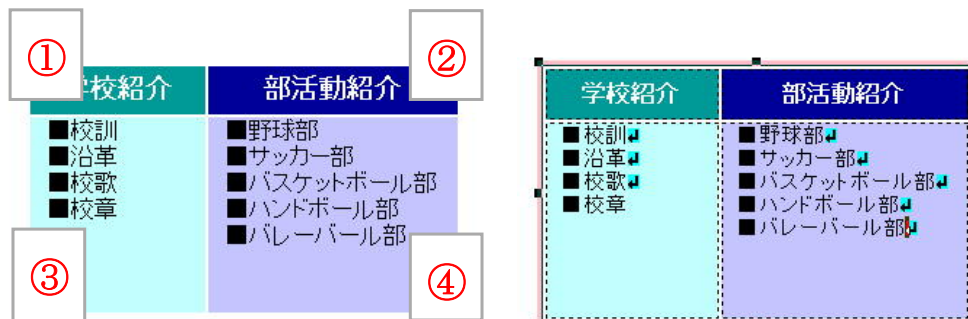 ① ②
学校紹介 部活動紹介
■校訓
■沿革
■校歌
■校章
■野球部
■サッカー部
■バスケットボール部
■ハンドボール部
■バレーバール部
③ ④
学校紹介 部活動紹介
■校訓↲
■沿革↲
■校歌↲
■校章
■野球部↲
■サッカー部↲
■バスケットボール部↲
■ハンドボール部↲
■バレーバール部↲